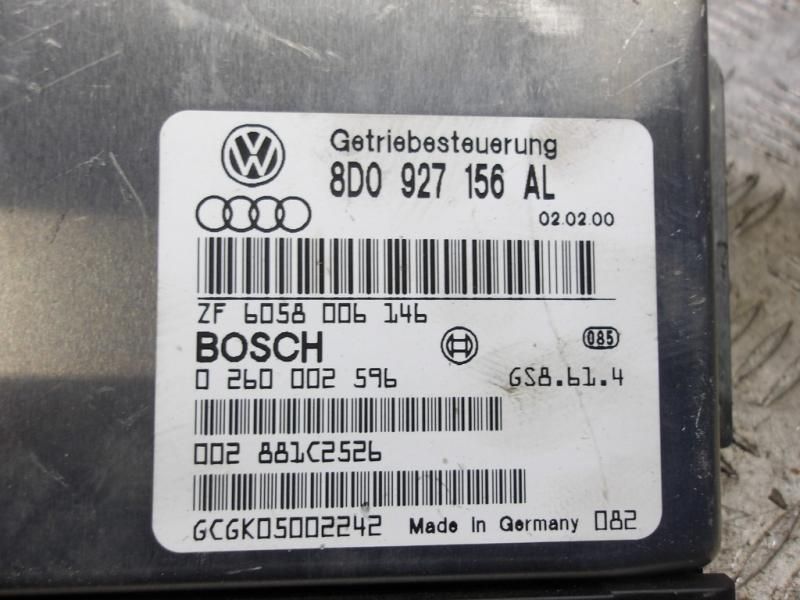 Getriebesteuerung
8D0 927 156 AL
02.02.00
ZF 6058 006 146
BOSCH
085
0 260 002 596
GS8.61.4
002 881C2526
GCGK05002242 Made in Germany 082